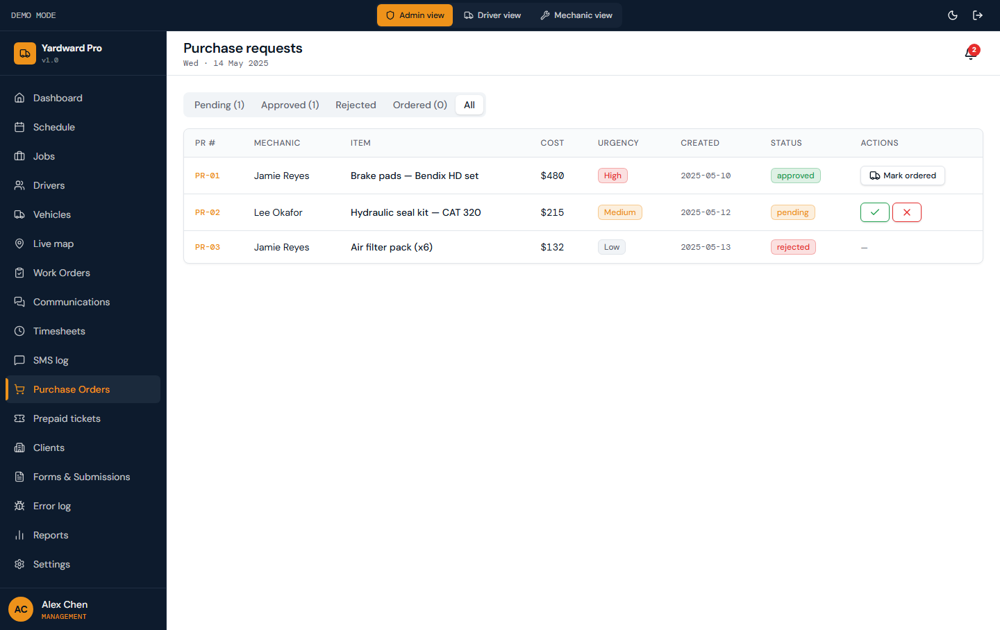 DEMO MODE
Admin view
Driver view
Mechanic view
Yardward Pro
v1.0
Dashboard
Schedule
Jobs
Drivers
Vehicles
Live map
Work Orders
Communications
Timesheets
SMS log
Purchase Orders
Prepaid tickets
Clients
Forms & Submissions
Error log
Reports
Settings
AC
Alex Chen
MANAGEMENT
Purchase requests
Wed · 14 May 2025
2
Pending (1) Approved (1) Rejected Ordered (0) All
PR # MECHANIC ITEM COST URGENCY CREATED STATUS ACTIONS
PR-01 Jamie Reyes Brake pads — Bendix HD set $480 High 2025-05-10 approved Mark ordered
PR-02 Lee Okafor Hydraulic seal kit — CAT 320 $215 Medium 2025-05-12 pending
PR-03 Jamie Reyes Air filter pack (x6) $132 Low 2025-05-13 rejected —